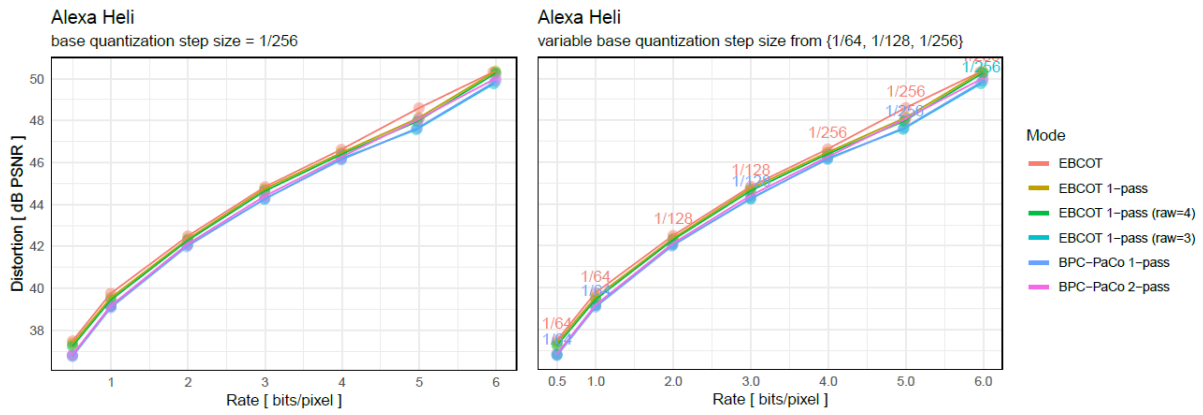 Alexa Heli
base quantization step size = 1/256
Distortion [ dB PSNR ]
50
48
46
44
42
40
38
1
2
3
4
5
6
Rate [ bits/pixel ]
Alexa Heli
variable base quantization step size from {1/64, 1/128, 1/256}
1/256
1/256
1/256
1/256
1/128
1/128
1/128
1/64
1/64
1/64
0.5
1.0
2.0
3.0
4.0
5.0
6.0
Rate [ bits/pixel ]
Mode
EBCOT
EBCOT 1−pass
EBCOT 1−pass (raw=4)
EBCOT 1−pass (raw=3)
BPC−PaCo 1−pass
BPC−PaCo 2−pass